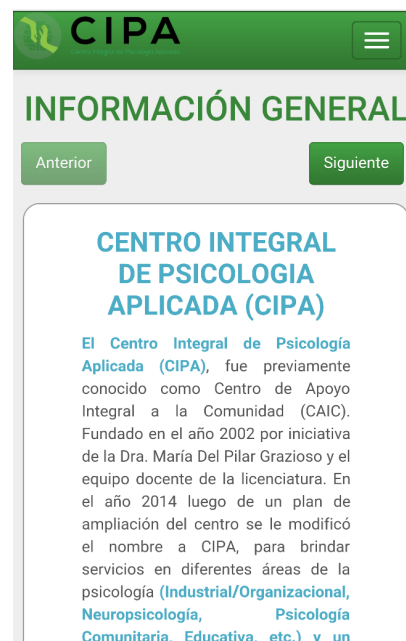 CIPA
INFORMACIÓN GENERAL
Anterior
Siguiente
CENTRO INTEGRAL
DE PSICOLOGIA
APLICADA (CIPA)
El Centro Integral de Psicología
Aplicada (CIPA), fue previamente
conocido como Centro de Apoyo
Integral a la Comunidad (CAIC).
Fundado en el año 2002 por iniciativa
de la Dra. María Del Pilar Grazioso y el
equipo docente de la licenciatura. En
el año 2014 luego de un plan de
ampliación del centro se le modificó
el nombre a CIPA, para brindar
servicios en diferentes áreas de la
psicología (Industrial/Organizacional,
Neuropsicología, Psicología
Comunitaria, Educativa, etc.) y un